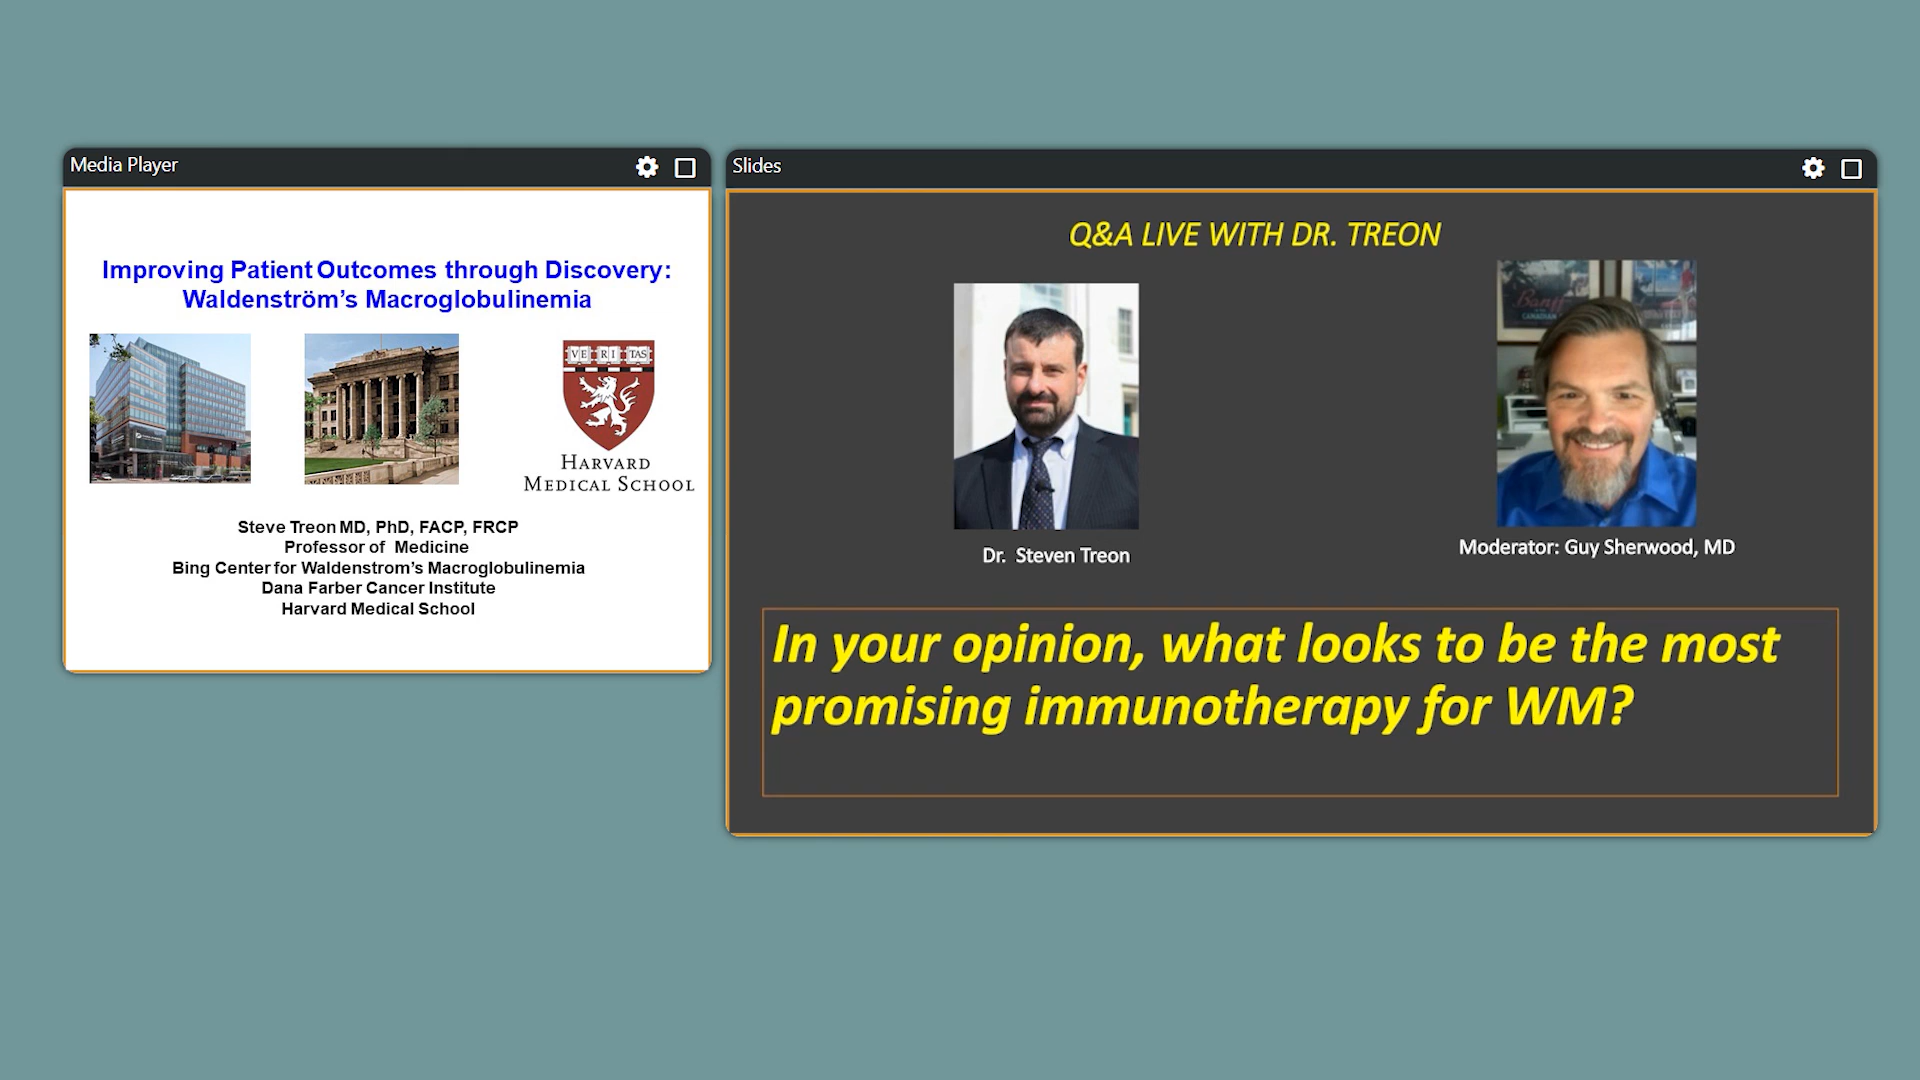 Media Player
Improving Patient Outcomes through Discovery:
Waldenström's Macroglobulinemia
VE RI TAS
HARVARD
MEDICAL SCHOOL
Steve Treon MD, PhD, FACP, FRCP
Professor of Medicine
Bing Center for Waldenstrom's Macroglobulinemia
Dana Farber Cancer Institute
Harvard Medical School
Slides
Q&A LIVE WITH DR. TREON
Banff
CANADIAN
Dr. Steven Treon
Moderator: Guy Sherwood, MD
In your opinion, what looks to be the most
promising immunotherapy for WM?